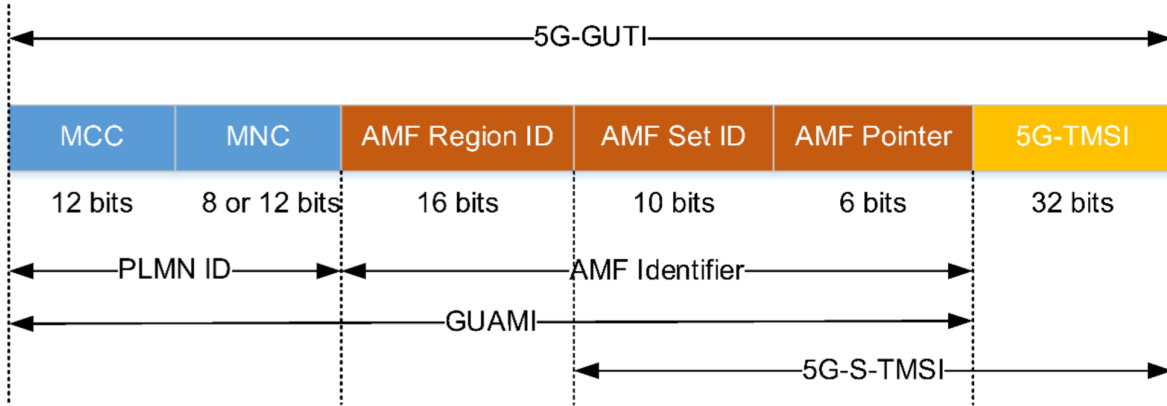 5G-GUTI
MCC MNC AMF Region ID AMF Set ID AMF Pointer 5G-TMSI
12 bits 8 or 12 bits 16 bits 10 bits 6 bits 32 bits
PLMN ID AMF Identifier
GUAMI
5G-S-TMSI